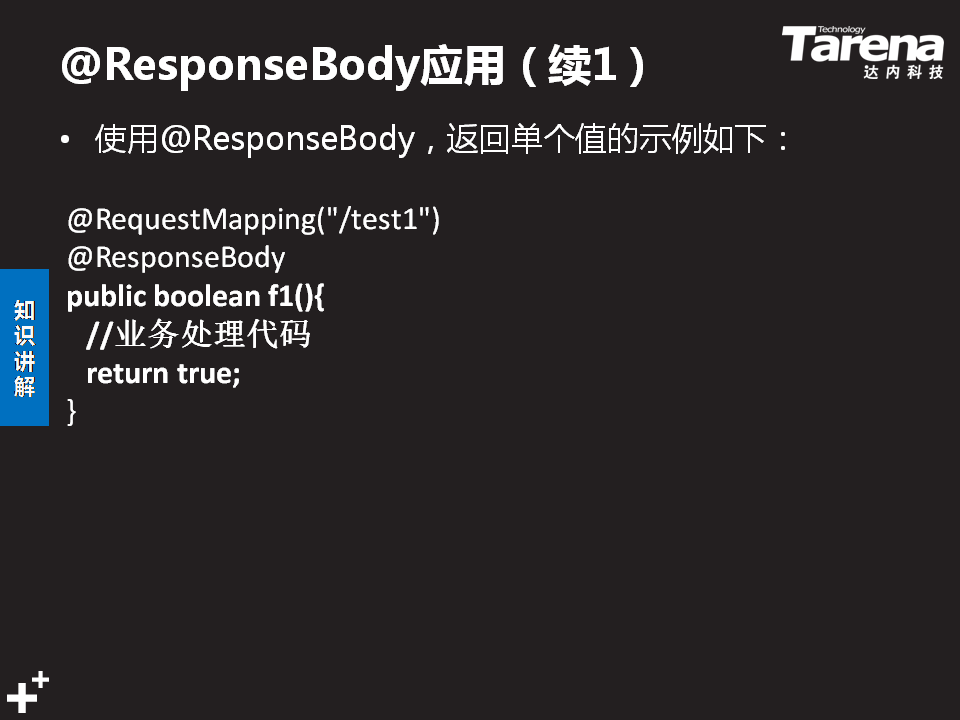 @ResponseBody应用（续1）
Technology
Tarena
达内科技
• 使用@ResponseBody，返回单个值的示例如下：
@RequestMapping("/test1")
@ResponseBody
public boolean f1(){
//业务处理代码
return true;
}
知识讲解